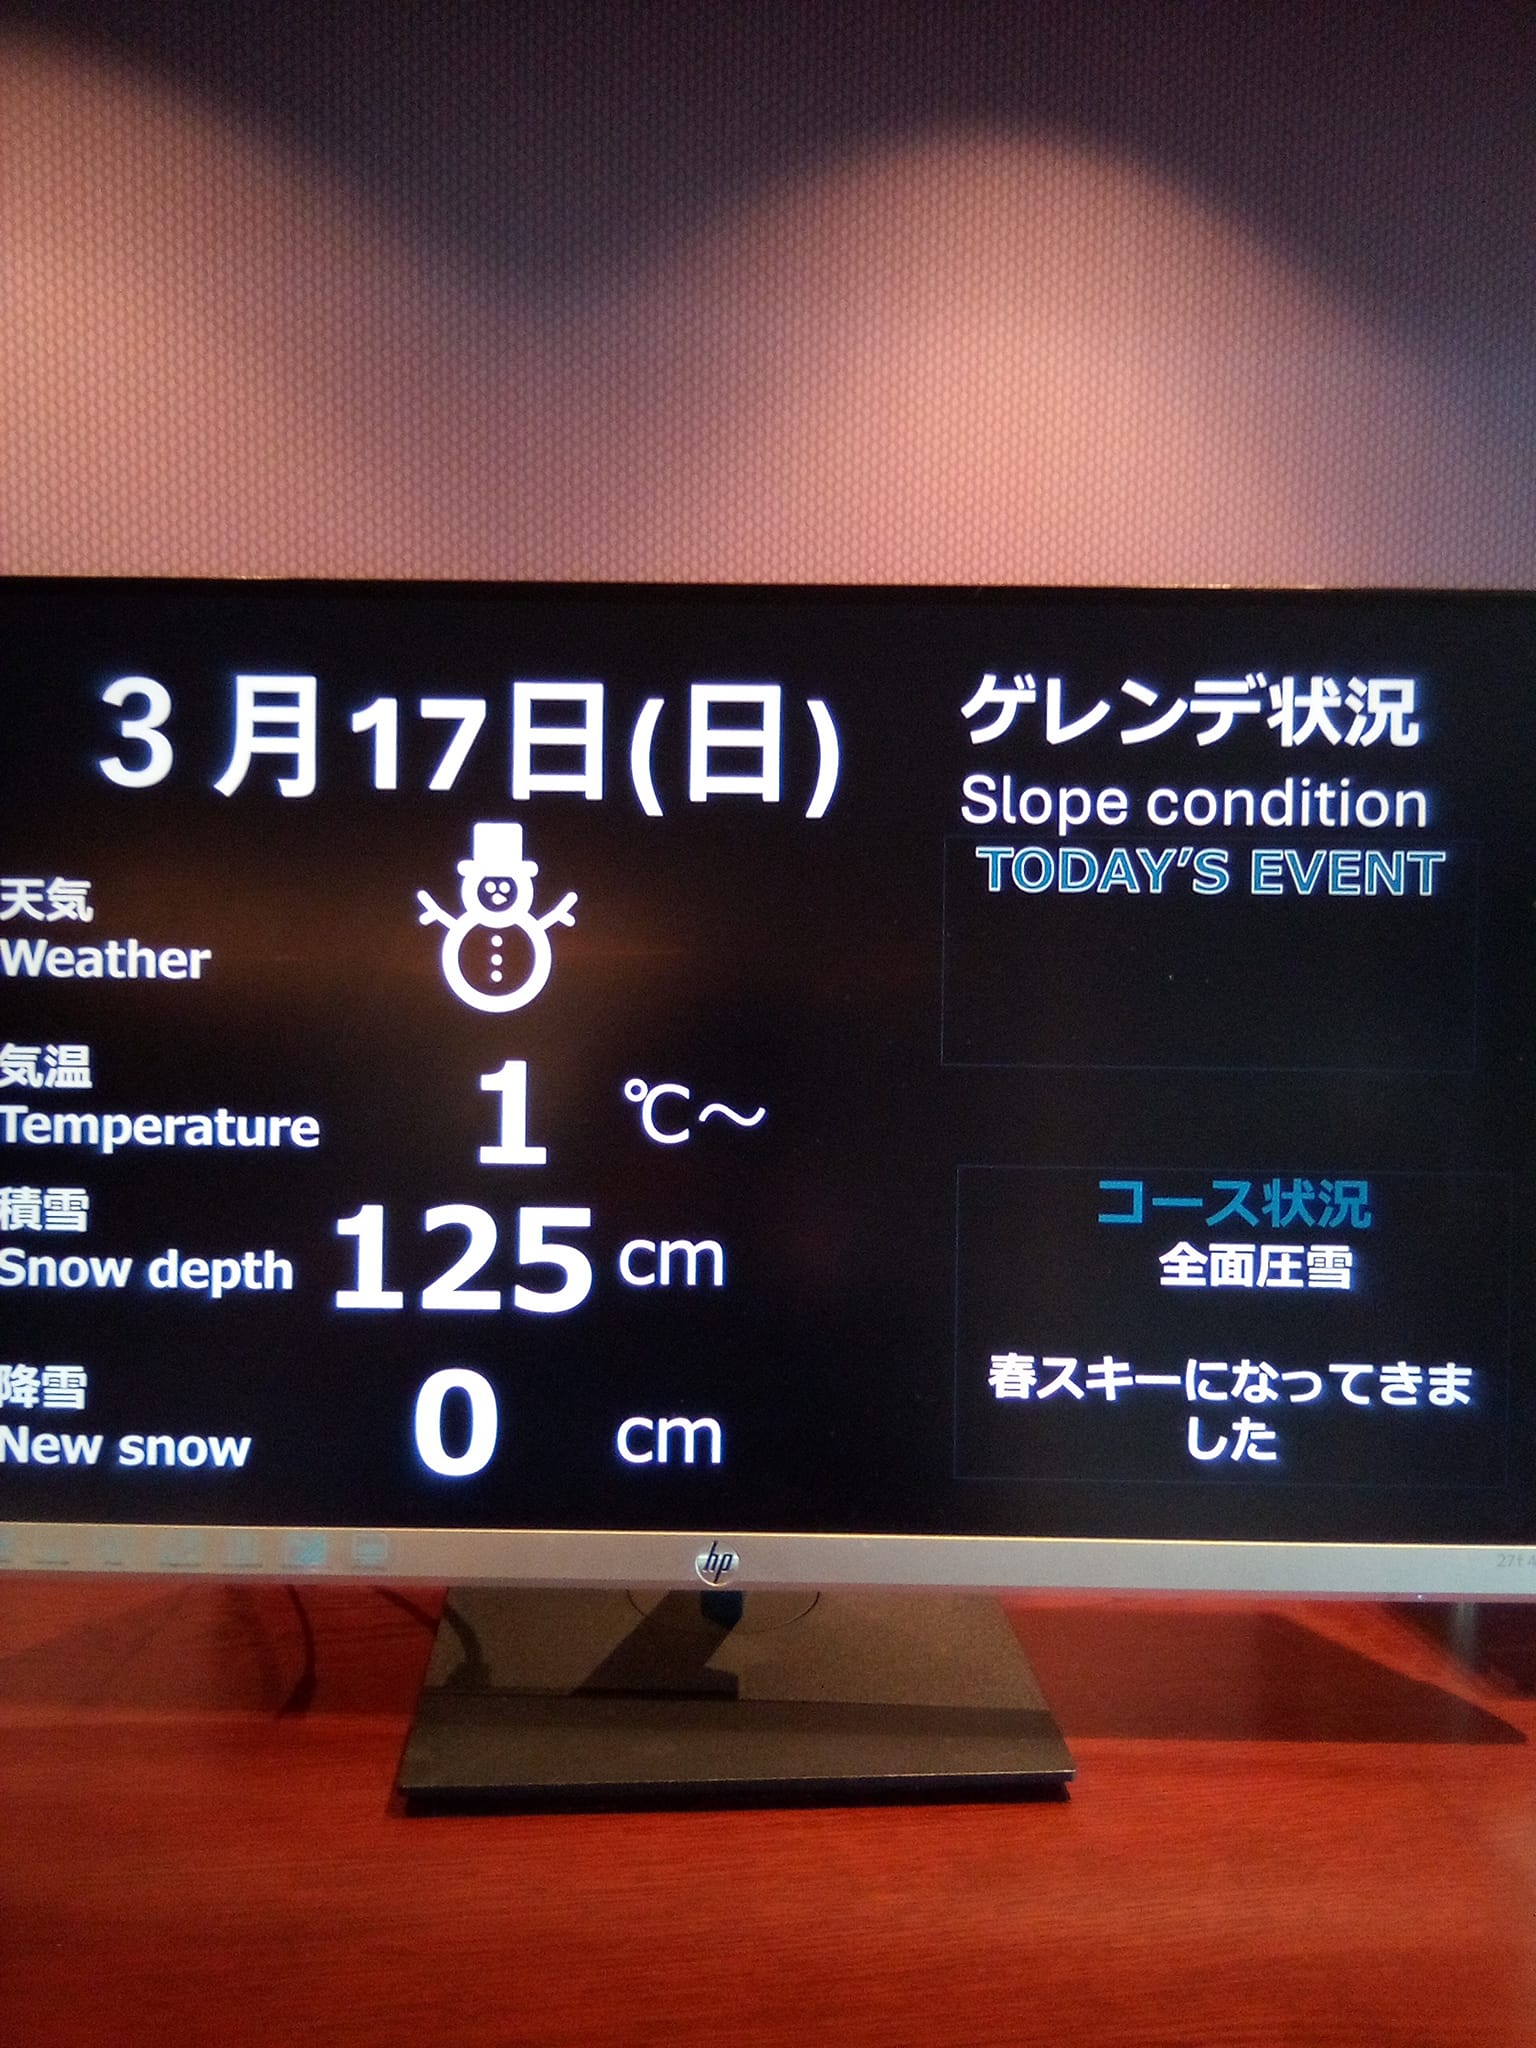 3月17日(日)
天気
Weather
気温
Temperature
1 ℃～
積雪
Snow depth
125 cm
降雪
New snow
0 cm
ゲレンデ状況
Slope condition
TODAY'S EVENT
コース状況
全面圧雪
春スキーになってきま
した
hp